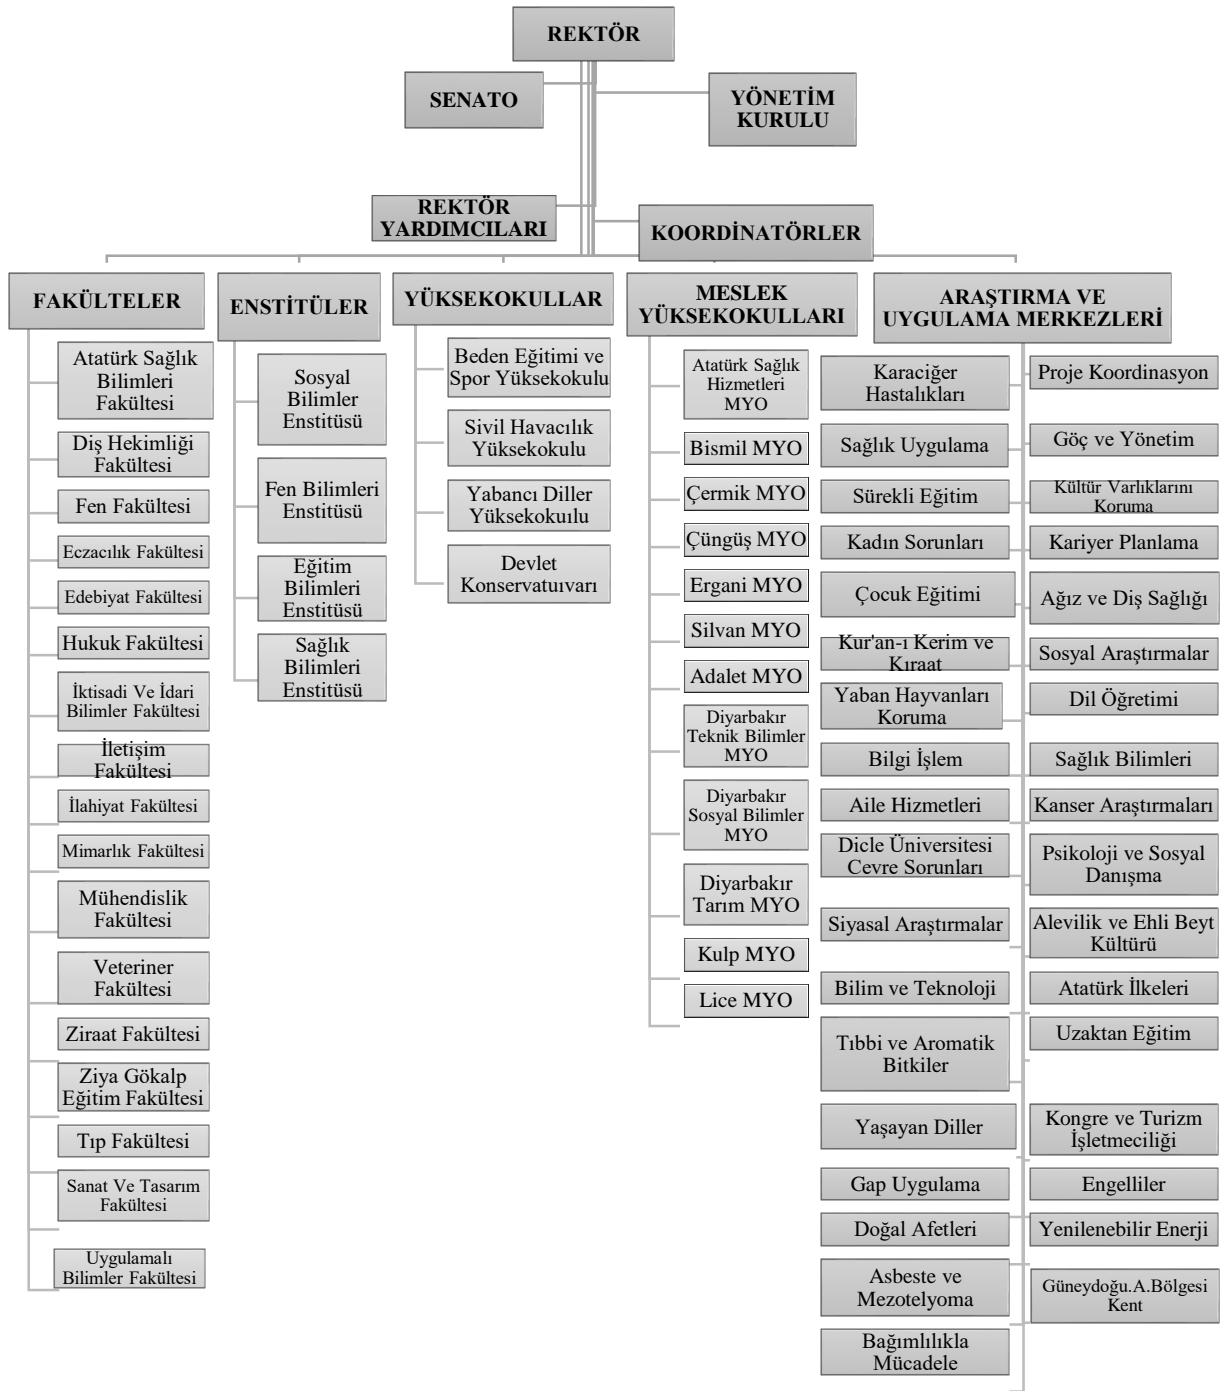 REKTÖR
SENATO
YÖNETİM
KURULU
REKTÖR
YARDIMCILARI
KOORDİNATÖRLER
FAKÜLTELER
Atatürk Sağlık
Bilimleri
Fakültesi
Diş Hekimliği
Fakültesi
Fen Fakültesi
Eczacılık Fakültesi
Edebiyat Fakültesi
Hukuk Fakültesi
İktisadi Ve İdari
Bilimler Fakültesi
İletişim
Fakültesi
İlahiyat Fakültesi
Mimarlık Fakültesi
Mühendislik
Fakültesi
Veteriner
Fakültesi
Ziraat Fakültesi
Ziya Gökalp
Eğitim Fakültesi
Tıp Fakültesi
Sanat Ve Tasarım
Fakültesi
Uygulamalı
Bilimler Fakültesi
ENSTİTÜLER
Sosyal
Bilimler
Enstitüsü
Fen Bilimleri
Enstitüsü
Eğitim
Bilimleri
Enstitüsü
Sağlık
Bilimleri
Enstitüsü
YÜKSEKOKULLAR
Beden Eğitimi ve
Spor Yüksekokulu
Sivil Havacılık
Yüksekokulu
Yabancı Diller
Yüksekokuılu
Devlet
Konservatuıvarı
MESLEK
YÜKSEKOKULLARI
Atatürk Sağlık
Hizmetleri
MYO
Bismil MYO
Çermik MYO
Çüngüş MYO
Ergani MYO
Silvan MYO
Adalet MYO
Diyarbakır
Teknik Bilimler
MYO
Diyarbakır
Sosyal Bilimler
MYO
Diyarbakır
Tarım MYO
Kulp MYO
Lice MYO
ARAŞTIRMA VE
UYGULAMA MERKEZLERİ
Karaciğer
Hastalıkları
Sağlık Uygulama
Sürekli Eğitim
Kadın Sorunları
Çocuk Eğitimi
Kur'an-ı Kerim ve
Kıraat
Yaban Hayvanları
Koruma
Bilgi İşlem
Aile Hizmetleri
Dicle Üniversitesi
Cevre Sorunları
Siyasal Araştırmalar
Bilim ve Teknoloji
Tıbbi ve Aromatik
Bitkiler
Yaşayan Diller
Gap Uygulama
Doğal Afetleri
Asbeste ve
Mezotelyoma
Bağımlılıkla
Mücadele
Proje Koordinasyon
Göç ve Yönetim
Kültür Varlıklarını
Koruma
Kariyer Planlama
Ağız ve Diş Sağlığı
Sosyal Araştırmalar
Dil Öğretimi
Sağlık Bilimleri
Kanser Araştırmaları
Psikoloji ve Sosyal
Danışma
Alevilik ve Ehli Beyt
Kültürü
Atatürk İlkeleri
Uzaktan Eğitim
Kongre ve Turizm
İşletmeciliği
Engelliler
Yenilenebilir Enerji
Güneydoğu.A.Bölgesi
Kent